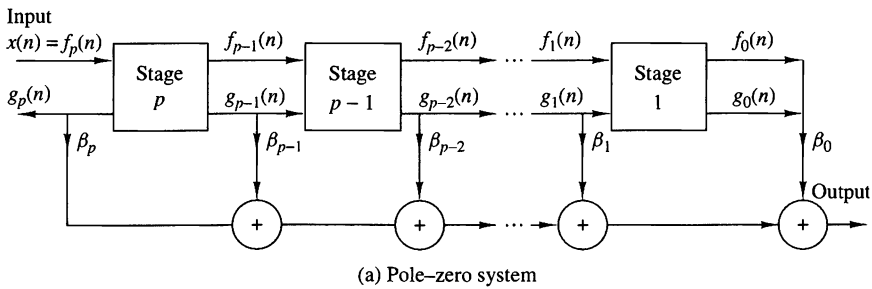 Input
x(n) = f_p(n)
f_{p-1}(n)
f_{p-2}(n)
f_1(n)
f_0(n)
Stage
p
Stage
p − 1
...
Stage
1
g_p(n)
g_{p-1}(n)
g_{p-2}(n)
...
g_1(n)
g_0(n)
β_p
β_{p-1}
β_{p-2}
β_1
β_0
Output
+
+
...
+
+
(a) Pole–zero system